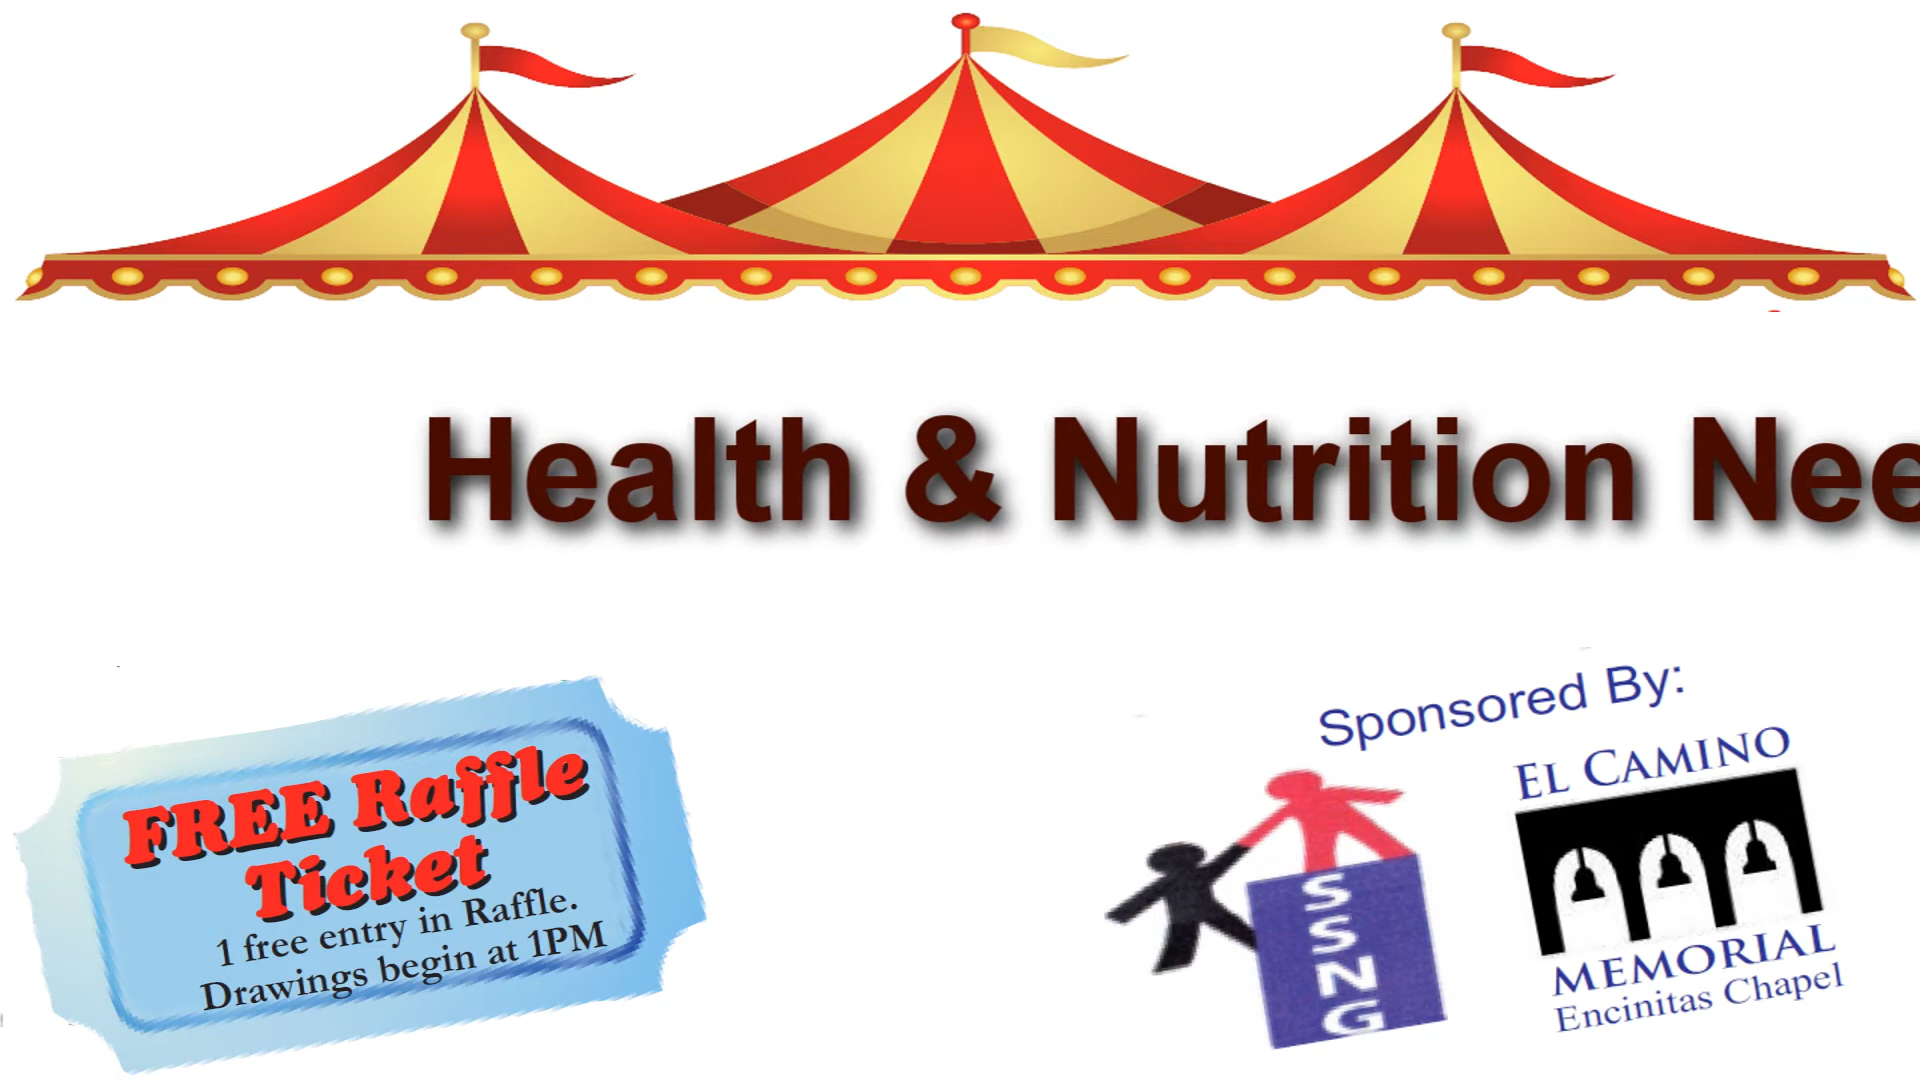 Health & Nutrition Nee
FREE Raffle
Ticket
1 free entry in Raffle.
Drawings begin at 1PM
Sponsored By:
SSNG
EL CAMINO
MEMORIAL
Encinitas Chapel